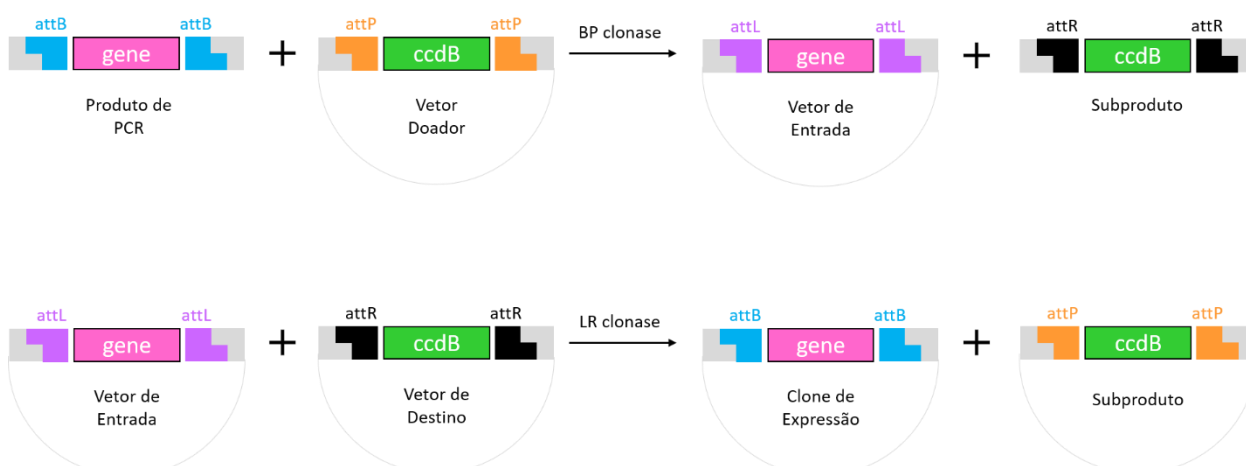 attB attB attP attP BP clonase attL attL attR attR
gene + ccdB gene + ccdB
Produto de PCR
Vetor Doador
Vetor de Entrada
Subproduto
attL attL attR attR LR clonase attB attB attP attP
gene + ccdB gene + ccdB
Vetor de Entrada
Vetor de Destino
Clone de Expressão
Subproduto